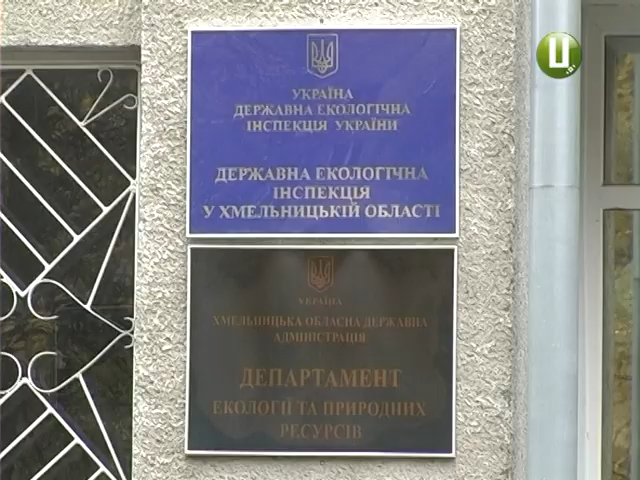 УКРАЇНА
ДЕРЖАВНА ЕКОЛОГІЧНА
ІНСПЕКЦІЯ УКРАЇНИ
ДЕРЖАВНА ЕКОЛОГІЧНА
ІНСПЕКЦІЯ
У ХМЕЛЬНИЦЬКІЙ ОБЛАСТІ
УКРАЇНА
ХМЕЛЬНИЦЬКА ОБЛАСНА ДЕРЖАВНА
АДМІНІСТРАЦІЯ
ДЕПАРТАМЕНТ
ЕКОЛОГІЇ ТА ПРИРОДНИХ
РЕСУРСІВ
Ц